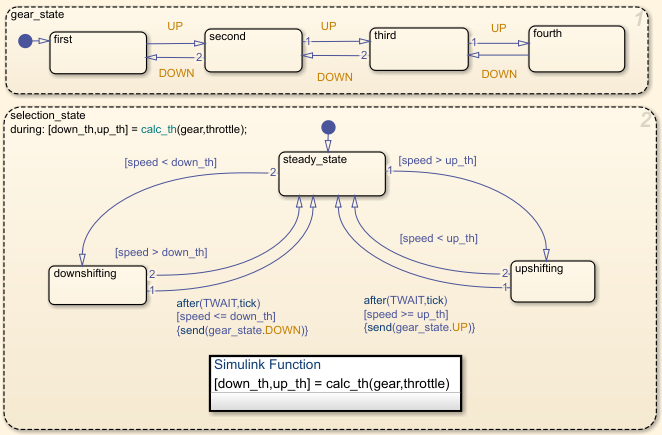 gear_state
1
UP
UP
UP
first
second
third
fourth
1
1
2
2
DOWN
DOWN
DOWN
selection_state
2
during: [down_th,up_th] = calc_th(gear,throttle);
steady_state
[speed < down_th]
2
1
[speed > up_th]
[speed > down_th]
[speed < up_th]
downshifting
2
1
upshifting
2
1
after(TWAIT,tick)
[speed <= down_th]
{send(gear_state.DOWN)}
after(TWAIT,tick)
[speed >= up_th]
{send(gear_state.UP)}
Simulink Function
[down_th,up_th] = calc_th(gear,throttle)